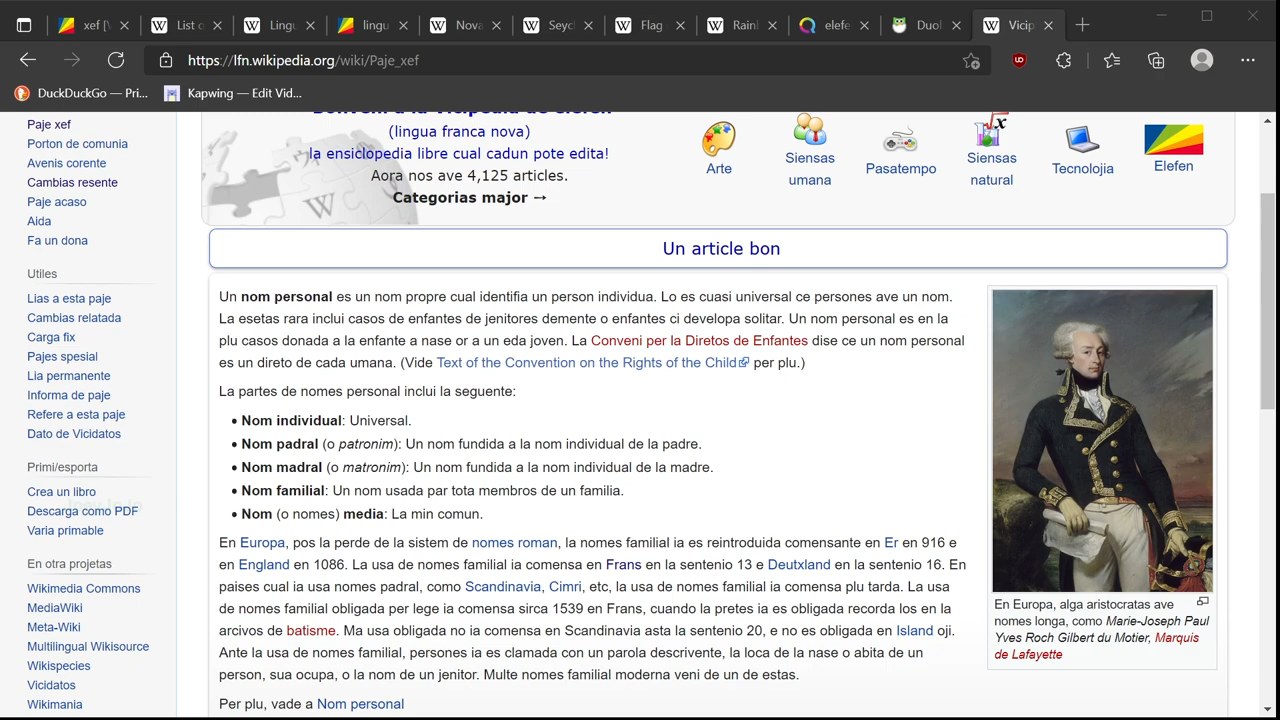 xef [V
List o
Lingu
lingu
Nova
Seyc
Flag
Rainl
elefe
Duol
Vicip
https://lfn.wikipedia.org/wiki/Paje_xef
DuckDuckGo — Pri...
Kapwing — Edit Vid...
Paje xef
Porton de comunia
Avenis corente
Cambias resente
Paje acaso
Aida
Fa un dona
Utiles
Lias a esta paje
Cambias relatada
Carga fix
Pajes spesial
Lia permanente
Informa de paje
Refere a esta paje
Dato de Vicidatos
Primi/esporta
Crea un libro
Descarga como PDF
Varia primable
En otra projetas
Wikimedia Commons
MediaWiki
Meta-Wiki
Multilingual Wikisource
Wikispecies
Vicidatos
Wikimania
(lingua franca nova)
la ensiclopedia libre cual cadun pote edita!
Aora nos ave 4,125 articles.
Categorias major →
Arte
Siensas
umana
Pasatempo
Siensas
natural
Tecnolojia
Elefen
Un article bon
Un nom personal es un nom propre cual identifia un person individua. Lo es cuasi universal ce persones ave un nom.
La esetas rara inclui casos de enfantes de jenitores demente o enfantes ci developa solitar. Un nom personal es en la
plu casos donada a la enfante a nase or a un eda joven. La Conveni per la Diretos de Enfantes dise ce un nom personal
es un direto de cada umana. (Vide Text of the Convention on the Rights of the Child per plu.)
La partes de nomes personal inclui la seguente:
• Nom individual: Universal.
• Nom padral (o patronim): Un nom fundida a la nom individual de la padre.
• Nom madral (o matronim): Un nom fundida a la nom individual de la madre.
• Nom familial: Un nom usada par tota membros de un familia.
• Nom (o nomes) media: La min comun.
En Europa, pos la perde de la sistem de nomes roman, la nomes familial ia es reintroduida comensante en Er en 916 e
en England en 1086. La usa de nomes familial ia comensa en Frans en la sentenio 13 e Deutxland en la sentenio 16. En
paises cual ia usa nomes padral, como Scandinavia, Cimri, etc, la usa de nomes familial ia comensa plu tarda. La usa
de nomes familial obligada per lege ia comensa sirca 1539 en Frans, cuando la pretes ia es obligada recorda los en la
arcivos de batisme. Ma usa obligada no ia comensa en Scandinavia asta la sentenio 20, e no es obligada en Island oji.
Ante la usa de nomes familial, persones ia es clamada con un parola descrivente, la loca de la nase o abita de un
person, sua ocupa, o la nom de un jenitor. Multe nomes familial moderna veni de un de estas.
Per plu, vade a Nom personal
En Europa, alga aristocratas ave
nomes longa, como Marie-Joseph Paul
Yves Roch Gilbert du Motier, Marquis
de Lafayette